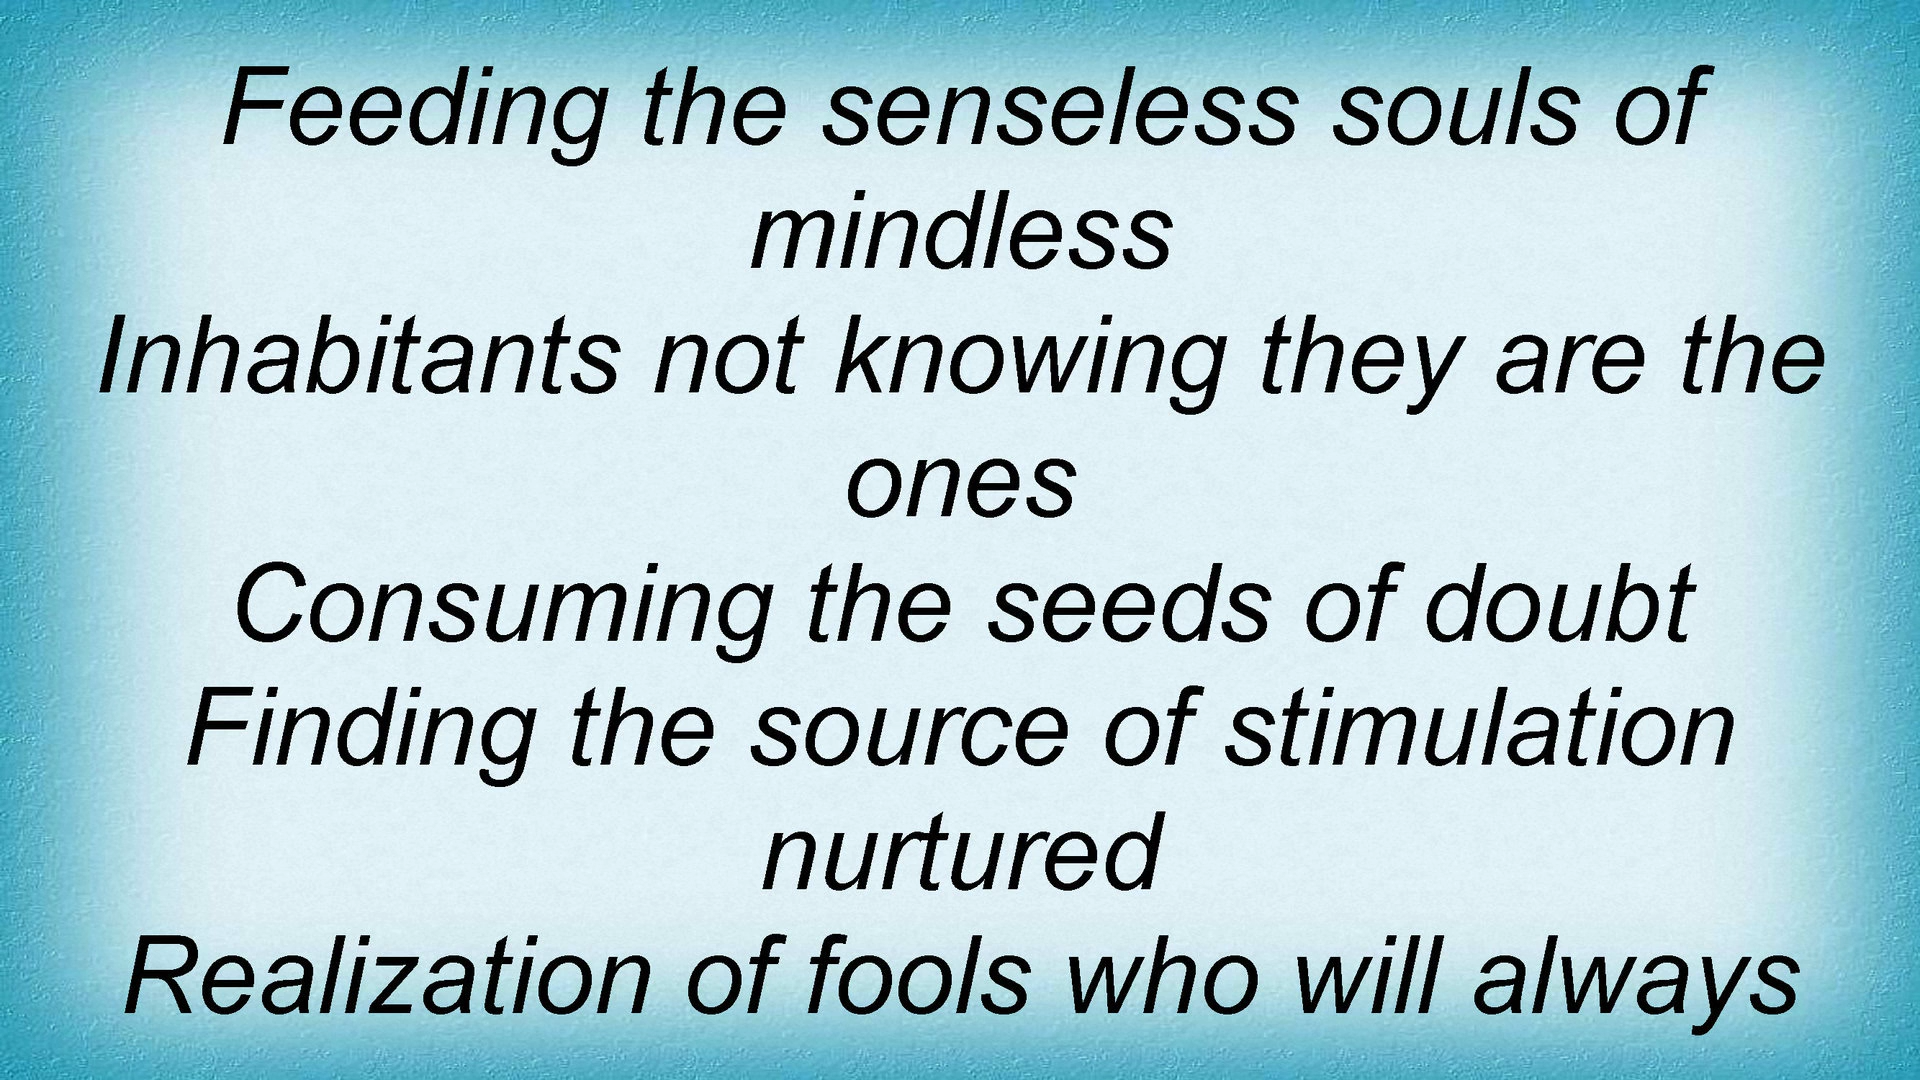 Feeding the senseless souls of
mindless
Inhabitants not knowing they are the
ones
Consuming the seeds of doubt
Finding the source of stimulation
nurtured
Realization of fools who will always